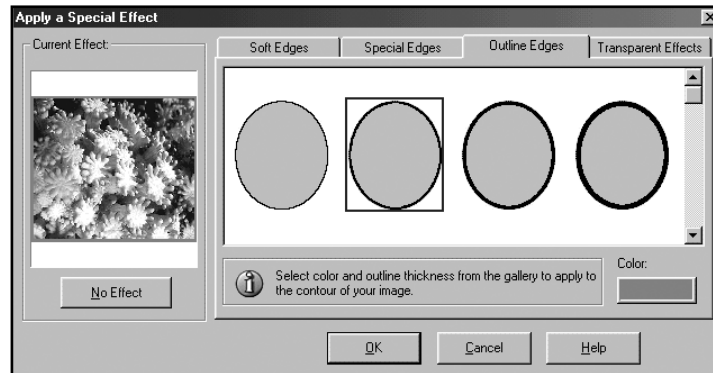 Apply a Special Effect
Current Effect:
No Effect
Soft Edges
Special Edges
Outline Edges
Transparent Effects
Select color and outline thickness from the gallery to apply to
the contour of your image.
Color:
OK
Cancel
Help